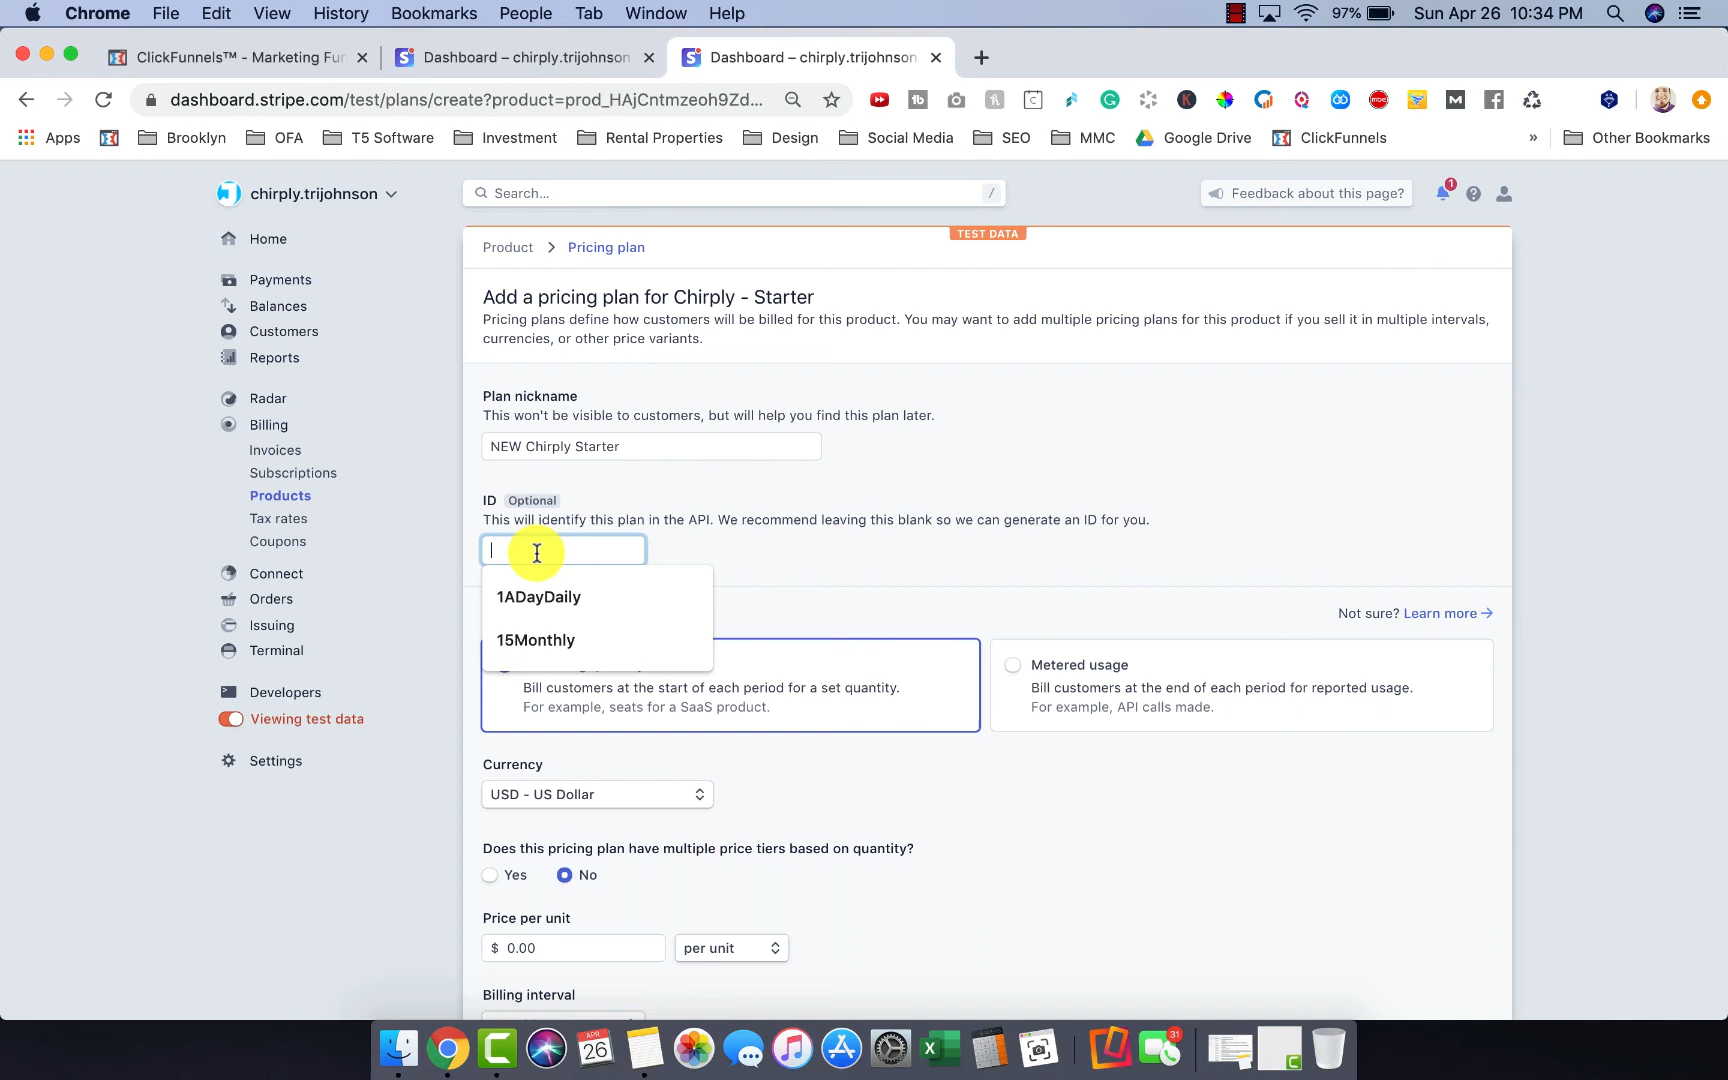 Chrome File Edit View History Bookmarks People Tab Window Help 97% Sun Apr 26 10:34 PM
ClickFunnels™ - Marketing Fun Dashboard – chirply.trijohnson Dashboard – chirply.trijohnson
dashboard.stripe.com/test/plans/create?product=prod_HAjCntmzeoh9Zd...
Apps Brooklyn OFA T5 Software Investment Rental Properties Design Social Media SEO MMC Google Drive ClickFunnels » Other Bookmarks
chirply.trijohnson
Search... /
Feedback about this page?
1
Home
Payments
Balances
Customers
Reports
Radar
Billing
Invoices
Subscriptions
Products
Tax rates
Coupons
Connect
Orders
Issuing
Terminal
Developers
Viewing test data
Settings
TEST DATA
Product > Pricing plan
Add a pricing plan for Chirply - Starter
Pricing plans define how customers will be billed for this product. You may want to add multiple pricing plans for this product if you sell it in multiple intervals,
currencies, or other price variants.
Plan nickname
This won't be visible to customers, but will help you find this plan later.
NEW Chirply Starter
ID Optional
This will identify this plan in the API. We recommend leaving this blank so we can generate an ID for you.
1ADayDaily
15Monthly
Not sure? Learn more →
Bill customers at the start of each period for a set quantity.
For example, seats for a SaaS product.
Metered usage
Bill customers at the end of each period for reported usage.
For example, API calls made.
Currency
USD - US Dollar
Does this pricing plan have multiple price tiers based on quantity?
Yes No
Price per unit
$ 0.00 per unit
Billing interval
APR
26
31